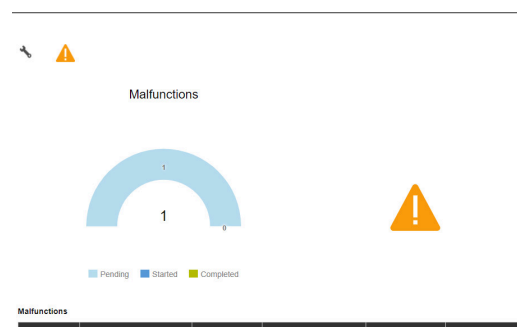 Malfunctions
1
1
0
Pending Started Completed
Malfunctions